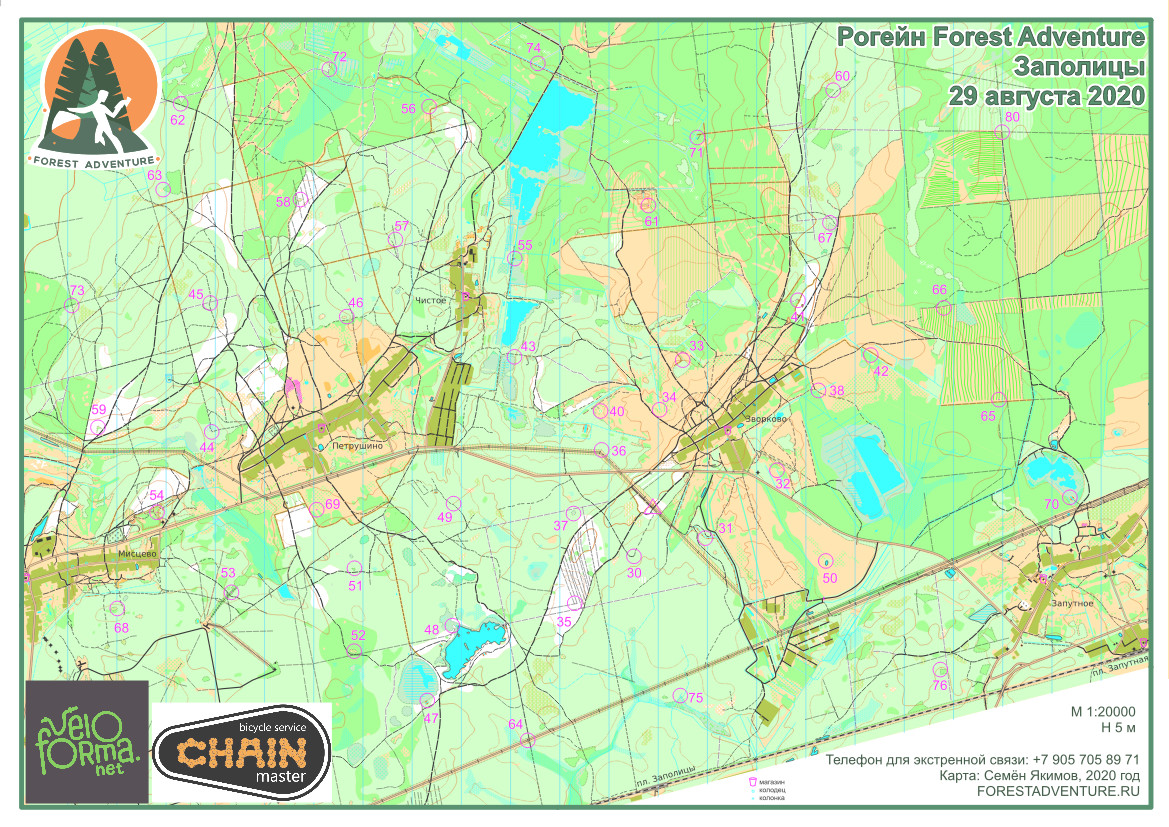 Рогейн Forest Adventure
Заполицы
29 августа 2020
FOREST ADVENTURE
72
74
60
62
56
80
71
63
58
61
57
67
55
73
45
46
Чистое
66
41
43
33
42
38
59
40
34
65
Зворково
44
Петрушино
36
32
54
69
49
70
37
31
Мисцево
53
51
30
50
68
35
Запутное
48
52
пл. Запутная
76
47
64
75
velo
forma.
net
bicycle service
CHAIN
master
пл. Заполицы
М 1:20000
Н 5 м
магазин
колодец
колонка
Телефон для экстренной связи: +7 905 705 89 71
Карта: Семён Якимов, 2020 год
FORESTADVENTURE.RU